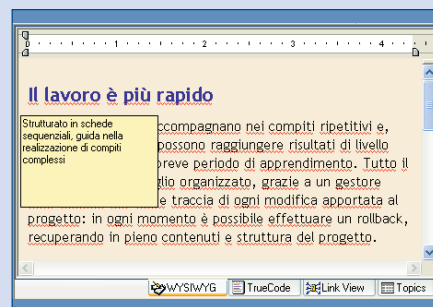 1 2 3 4
Il lavoro è più rapido
Strutturato in schede
sequenziali, guida nella
realizzazione di compiti
complessi
ccompagnano nei compiti ripetitivi e,
possono raggiungere risultati di livello
breve periodo di apprendimento. Tutto il
lio organizzato, grazie a un gestore
e traccia di ogni modifica apportata al
progetto: in ogni momento è possibile effettuare un rollback,
recuperando in pieno contenuti e struttura del progetto.
WYSIWYG TrueCode Link View Topics